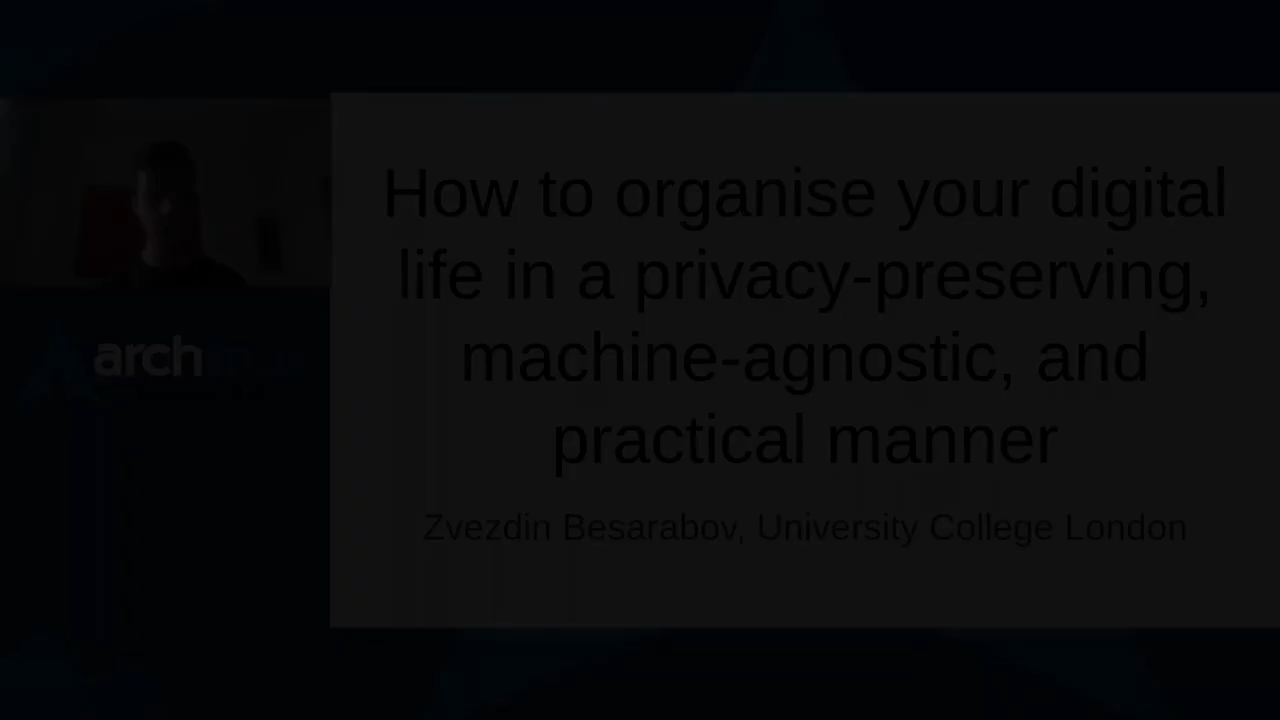 How to organise your digital
life in a privacy-preserving,
machine-agnostic, and
practical manner
Zvezdin Besarabov, University College London
arch